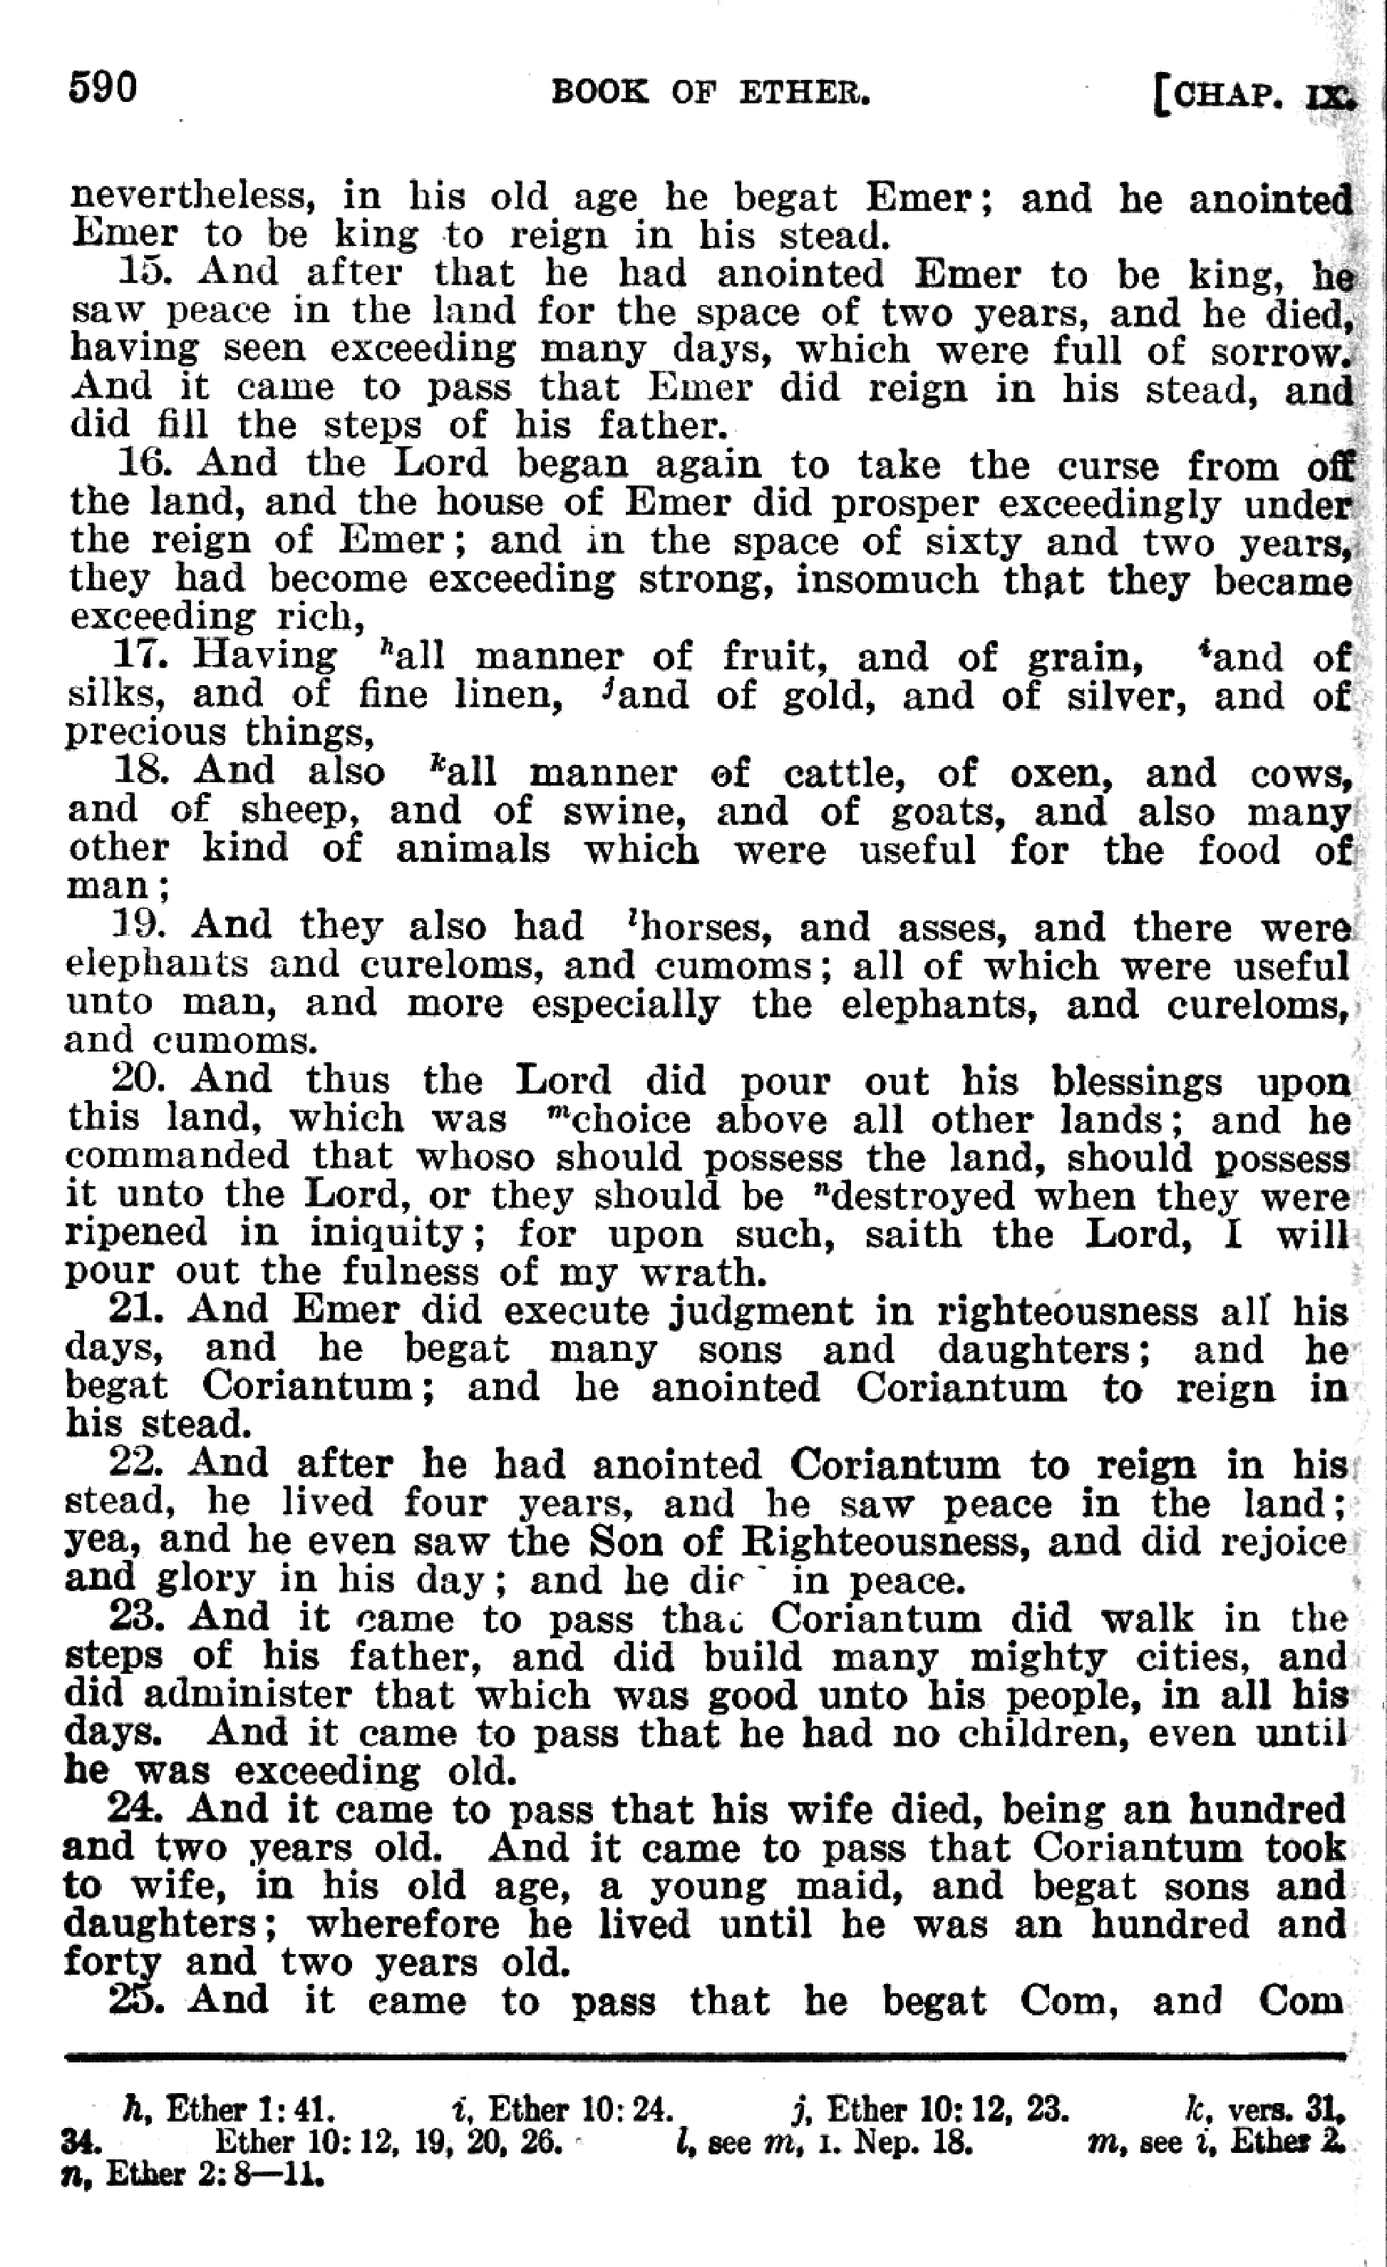 590 BOOK OF ETHER. [CHAP. IX.
nevertheless, in his old age he begat Emer; and he anointed
Emer to be king to reign in his stead.
15. And after that he had anointed Emer to be king, he
saw peace in the land for the space of two years, and he died,
having seen exceeding many days, which were full of sorrow.
And it came to pass that Emer did reign in his stead, and
did fill the steps of his father.
16. And the Lord began again to take the curse from off
the land, and the house of Emer did prosper exceedingly under
the reign of Emer; and in the space of sixty and two years,
they had become exceeding strong, insomuch that they became
exceeding rich,
17. Having hall manner of fruit, and of grain, iand of
silks, and of fine linen, jand of gold, and of silver, and of
precious things,
18. And also kall manner of cattle, of oxen, and cows,
and of sheep, and of swine, and of goats, and also many
other kind of animals which were useful for the food of
man;
19. And they also had lhorses, and asses, and there were
elephants and cureloms, and cumoms; all of which were useful
unto man, and more especially the elephants, and cureloms,
and cumoms.
20. And thus the Lord did pour out his blessings upon
this land, which was mchoice above all other lands; and he
commanded that whoso should possess the land, should possess
it unto the Lord, or they should be ndestroyed when they were
ripened in iniquity; for upon such, saith the Lord, I will
pour out the fulness of my wrath.
21. And Emer did execute judgment in righteousness all his
days, and he begat many sons and daughters; and he
begat Coriantum; and he anointed Coriantum to reign in
his stead.
22. And after he had anointed Coriantum to reign in his
stead, he lived four years, and he saw peace in the land;
yea, and he even saw the Son of Righteousness, and did rejoice
and glory in his day; and he died in peace.
23. And it came to pass that Coriantum did walk in the
steps of his father, and did build many mighty cities, and
did administer that which was good unto his people, in all his
days. And it came to pass that he had no children, even until
he was exceeding old.
24. And it came to pass that his wife died, being an hundred
and two years old. And it came to pass that Coriantum took
to wife, in his old age, a young maid, and begat sons and
daughters; wherefore he lived until he was an hundred and
forty and two years old.
25. And it came to pass that he begat Com, and Com
h, Ether 1: 41. i, Ether 10: 24. j, Ether 10: 12, 23. k, vers. 31,
34. Ether 10: 12, 19, 20, 26. l, see m, I. Nep. 18. m, see i, Ether 2.
n, Ether 2: 8—11.